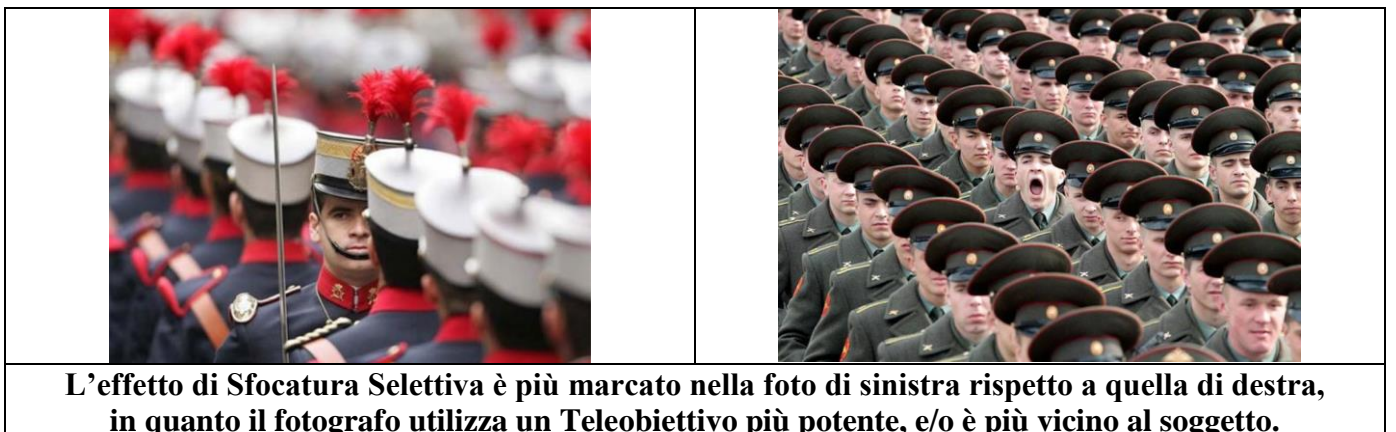 L’effetto di Sfocatura Selettiva è più marcato nella foto di sinistra rispetto a quella di destra,
in quanto il fotografo utilizza un Teleobiettivo più potente, e/o è più vicino al soggetto.